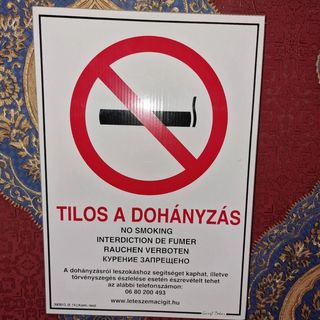 TILOS A DOHÁNYZÁS
NO SMOKING
INTERDICTION DE FUMER
RAUCHEN VERBOTEN
КУРЕНИЕ ЗАПРЕЩЕНО
A dohányzásról leszokáshoz segítséget kaphat, illetve
törvényszegés észlelése esetén észrevételt tehet
az alábbi telefonszámon:
06 80 200 493
www.leteszemacigit.hu